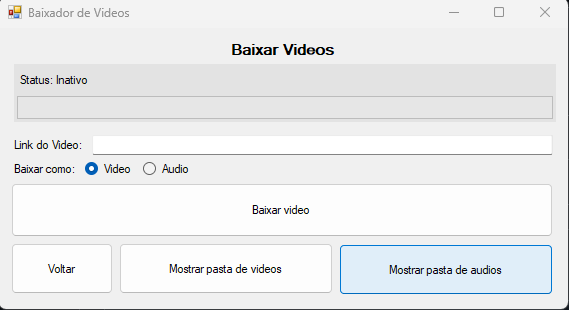 Baixador de Videos
Baixar Videos
Status: Inativo
Link do Video:
Baixar como: Video Audio
Baixar video
Voltar Mostrar pasta de videos Mostrar pasta de audios